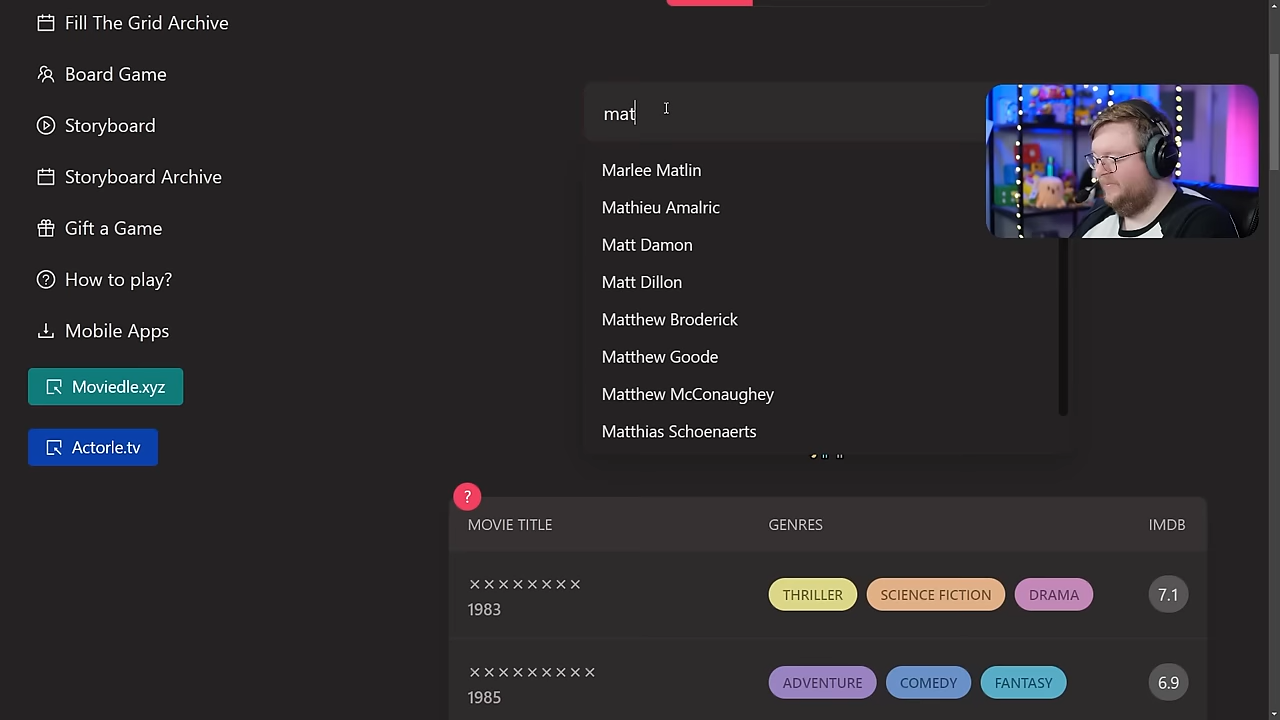 Fill The Grid Archive
Board Game
Storyboard
Storyboard Archive
Gift a Game
How to play?
Mobile Apps
Moviedle.xyz
Actorle.tv
mat
Marlee Matlin
Mathieu Amalric
Matt Damon
Matt Dillon
Matthew Broderick
Matthew Goode
Matthew McConaughey
Matthias Schoenaerts
?
MOVIE TITLE GENRES IMDB
×××××××× THRILLER SCIENCE FICTION DRAMA 7.1
1983
××××××××× ADVENTURE COMEDY FANTASY 6.9
1985